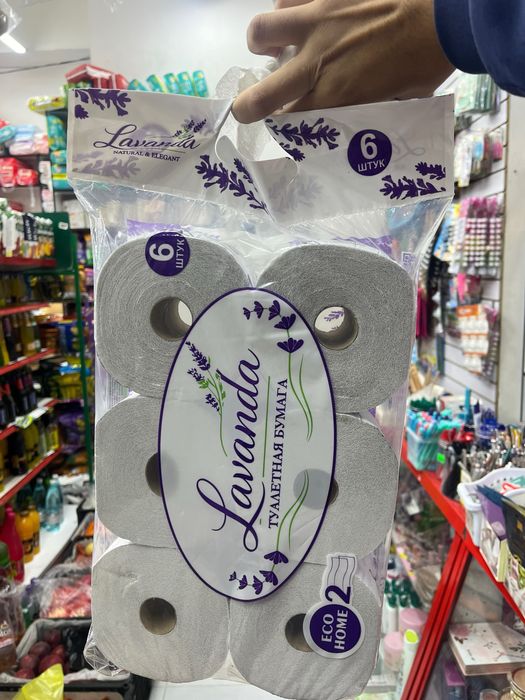 Lavanda
NATURAL & ELEGANT
6
ШТУК
6
ШТУК
Lavanda
ТУАЛЕТНАЯ БУМАГА
2
ECO
HOME